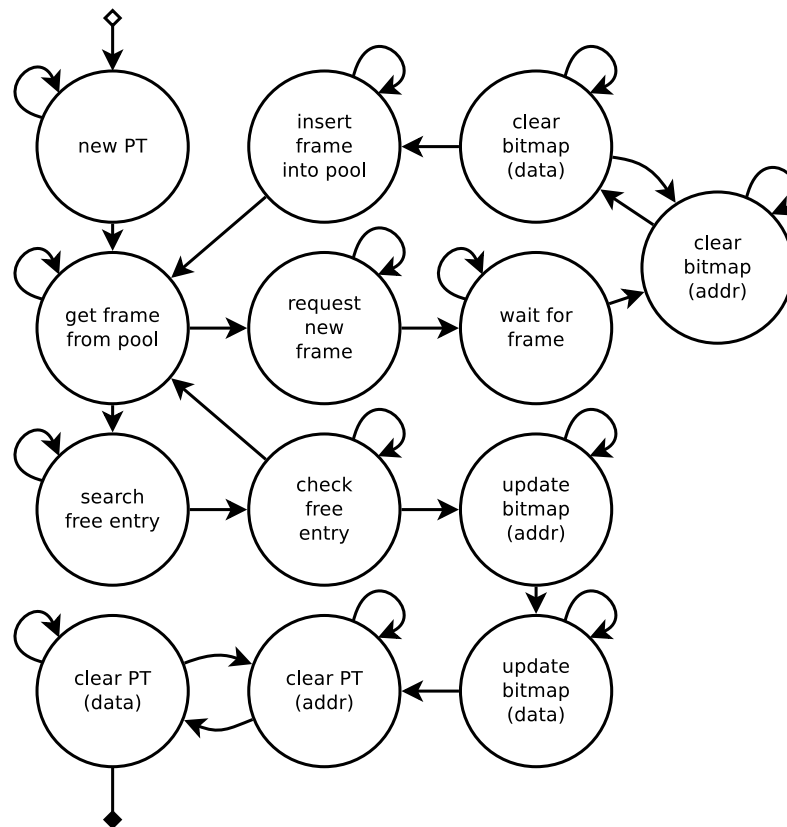 new PT
insert
frame
into pool
clear
bitmap
(data)
clear
bitmap
(addr)
get frame
from pool
request
new
frame
wait for
frame
search
free entry
check
free
entry
update
bitmap
(addr)
clear PT
(data)
clear PT
(addr)
update
bitmap
(data)